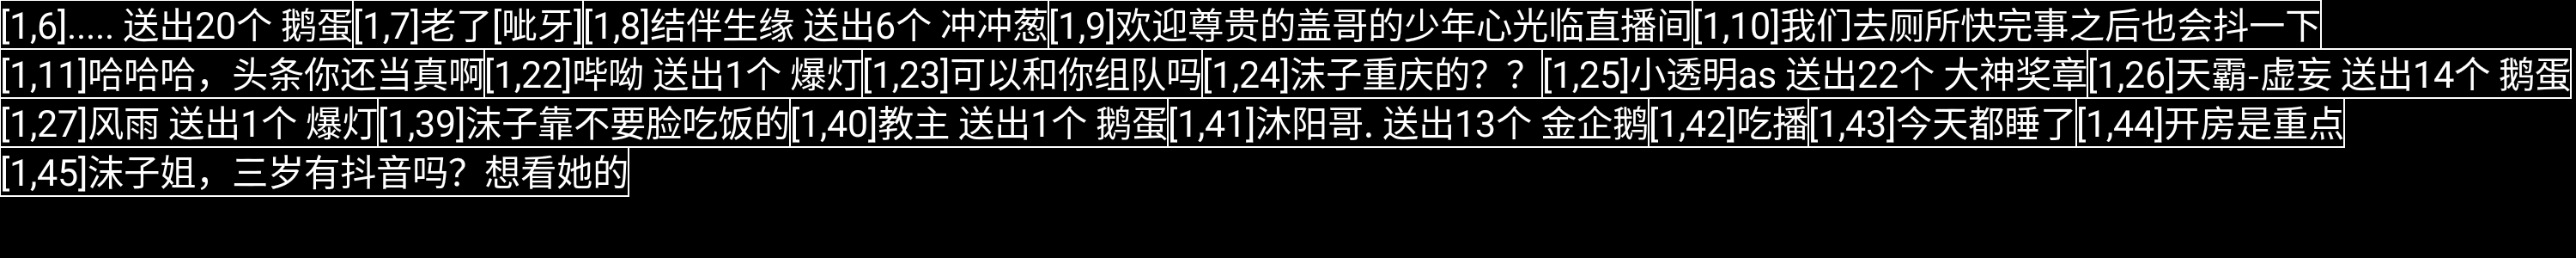 [1,6]..... 送出20个 鹅蛋[1,7]老了[呲牙][1,8]结伴生缘 送出6个 冲冲葱[1,9]欢迎尊贵的盖哥的少年心光临直播间[1,10]我们去厕所快完事之后也会抖一下
[1,11]哈哈哈，头条你还当真啊[1,22]哔呦 送出1个 爆灯[1,23]可以和你组队吗[1,24]沫子重庆的？？[1,25]小透明as 送出22个 大神奖章[1,26]天霸-虚妄 送出14个 鹅蛋
[1,27]风雨 送出1个 爆灯[1,39]沫子靠不要脸吃饭的[1,40]教主 送出1个 鹅蛋[1,41]沐阳哥. 送出13个 金企鹅[1,42]吃播[1,43]今天都睡了[1,44]开房是重点
[1,45]沫子姐，三岁有抖音吗？想看她的